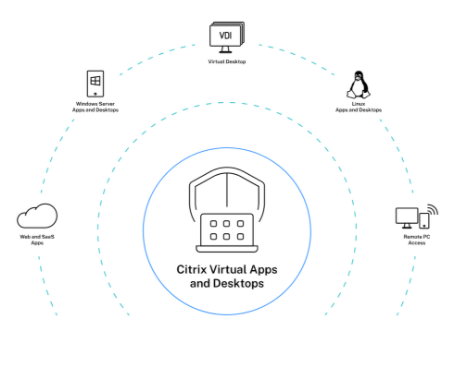 VDI
Virtual Desktop
Windows Server
Apps and Desktops
Linux
Apps and Desktops
Web and SaaS
Apps
Remote PC
Access
Citrix Virtual Apps
and Desktops